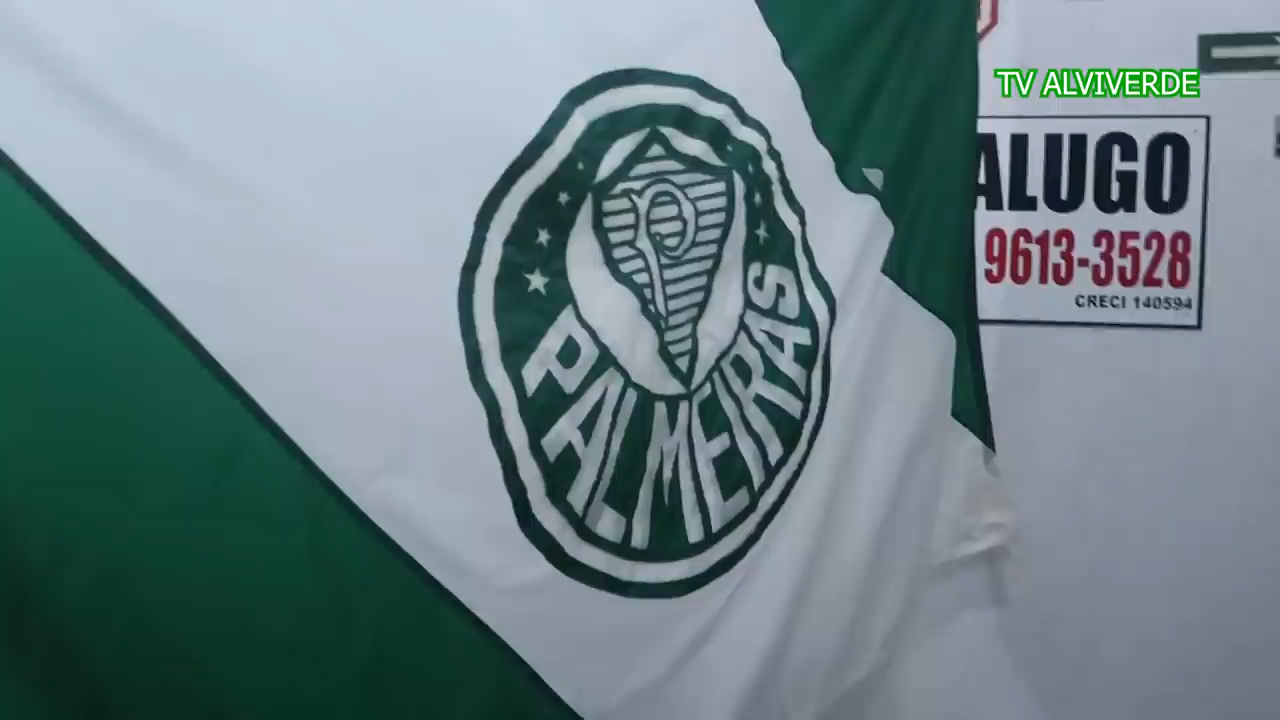 TV ALVIVERDE
ALUGO
9613-3528
CRECI 140594
P
PALMEIRAS